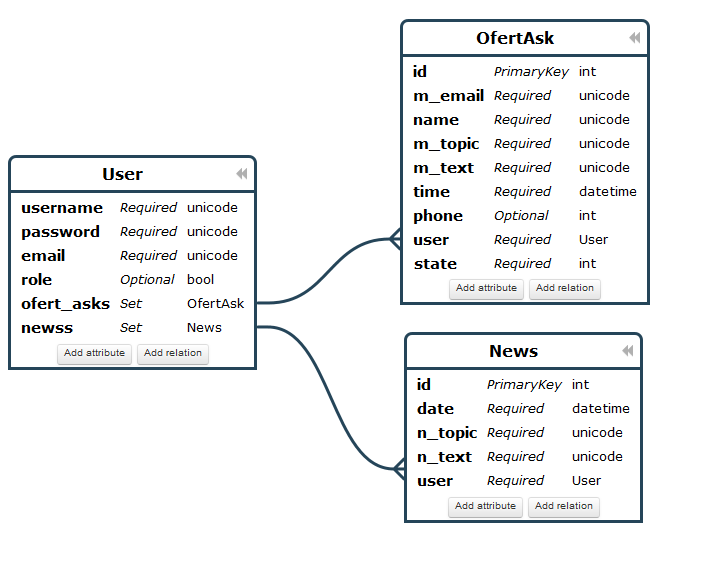 User
username Required unicode
password Required unicode
email Required unicode
role Optional bool
ofert_asks Set OfertAsk
newss Set News
Add attribute Add relation
OfertAsk
id PrimaryKey int
m_email Required unicode
name Required unicode
m_topic Required unicode
m_text Required unicode
time Required datetime
phone Optional int
user Required User
state Required int
Add attribute Add relation
News
id PrimaryKey int
date Required datetime
n_topic Required unicode
n_text Required unicode
user Required User
Add attribute Add relation